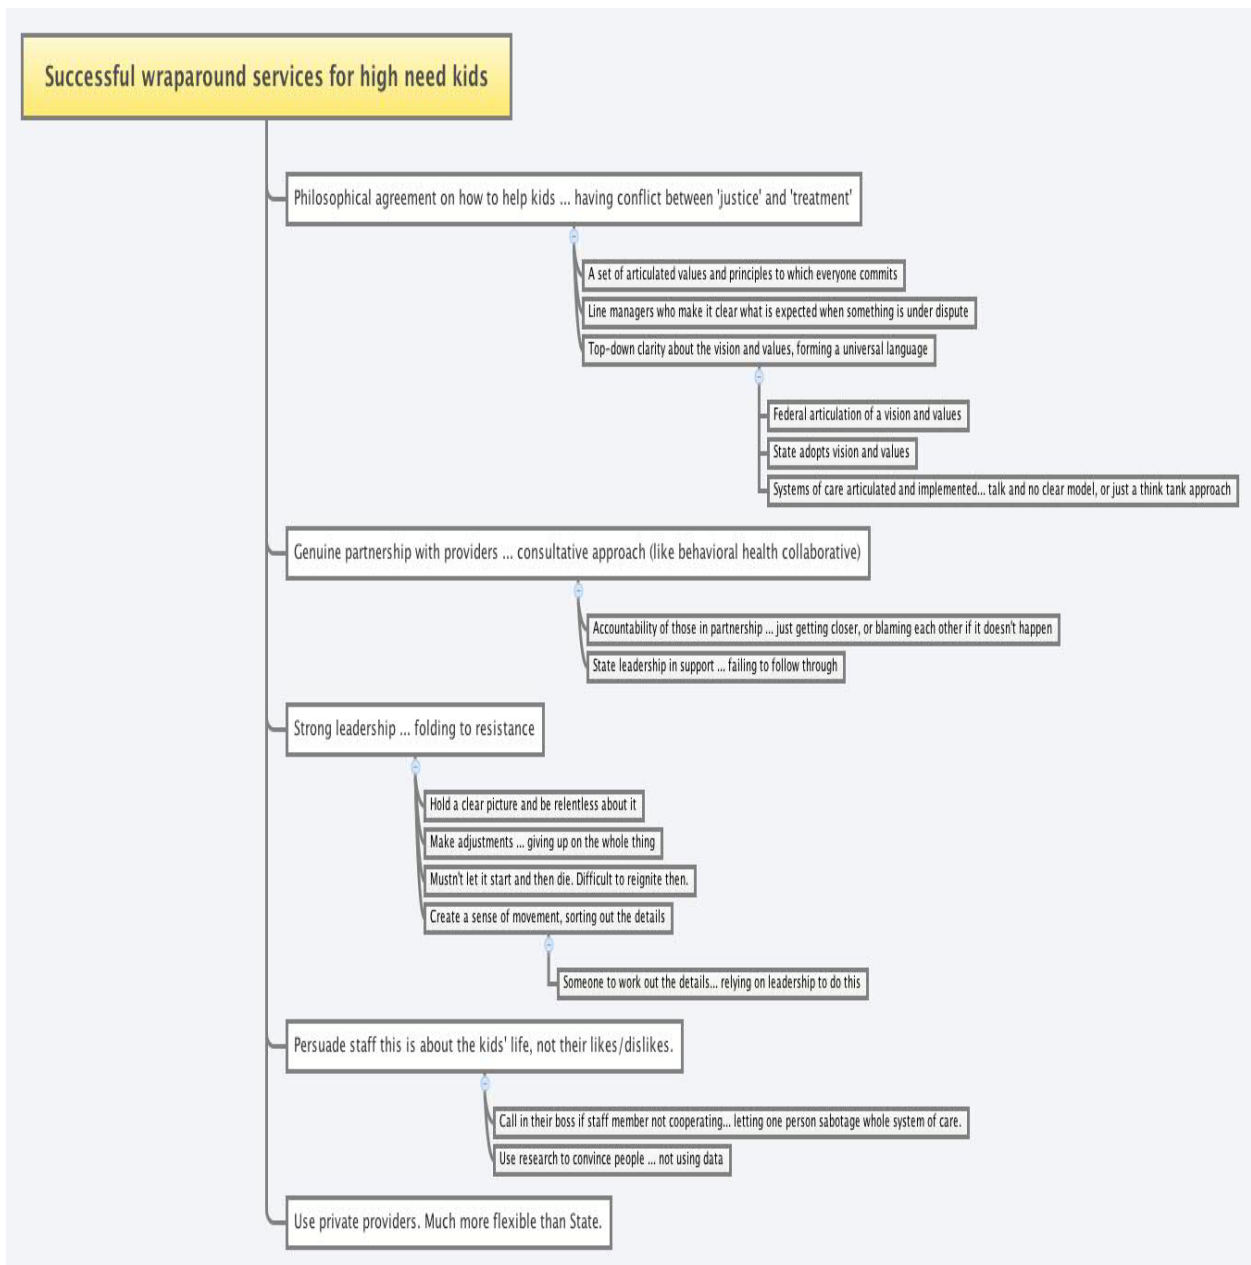 Successful wraparound services for high need kids
Philosophical agreement on how to help kids ... having conflict between 'justice' and 'treatment'
A set of articulated values and principles to which everyone commits
Line managers who make it clear what is expected when something is under dispute
Top-down clarity about the vision and values, forming a universal language
Federal articulation of a vision and values
State adopts vision and values
Systems of care articulated and implemented... talk and no clear model, or just a think tank approach
Genuine partnership with providers ... consultative approach (like behavioral health collaborative)
Accountability of those in partnership ... just getting closer, or blaming each other if it doesn't happen
State leadership in support ... failing to follow through
Strong leadership ... folding to resistance
Hold a clear picture and be relentless about it
Make adjustments ... giving up on the whole thing
Mustn't let it start and then die. Difficult to reignite then.
Create a sense of movement, sorting out the details
Someone to work out the details... relying on leadership to do this
Persuade staff this is about the kids' life, not their likes/dislikes.
Call in their boss if staff member not cooperating... letting one person sabotage whole system of care.
Use research to convince people ... not using data
Use private providers. Much more flexible than State.